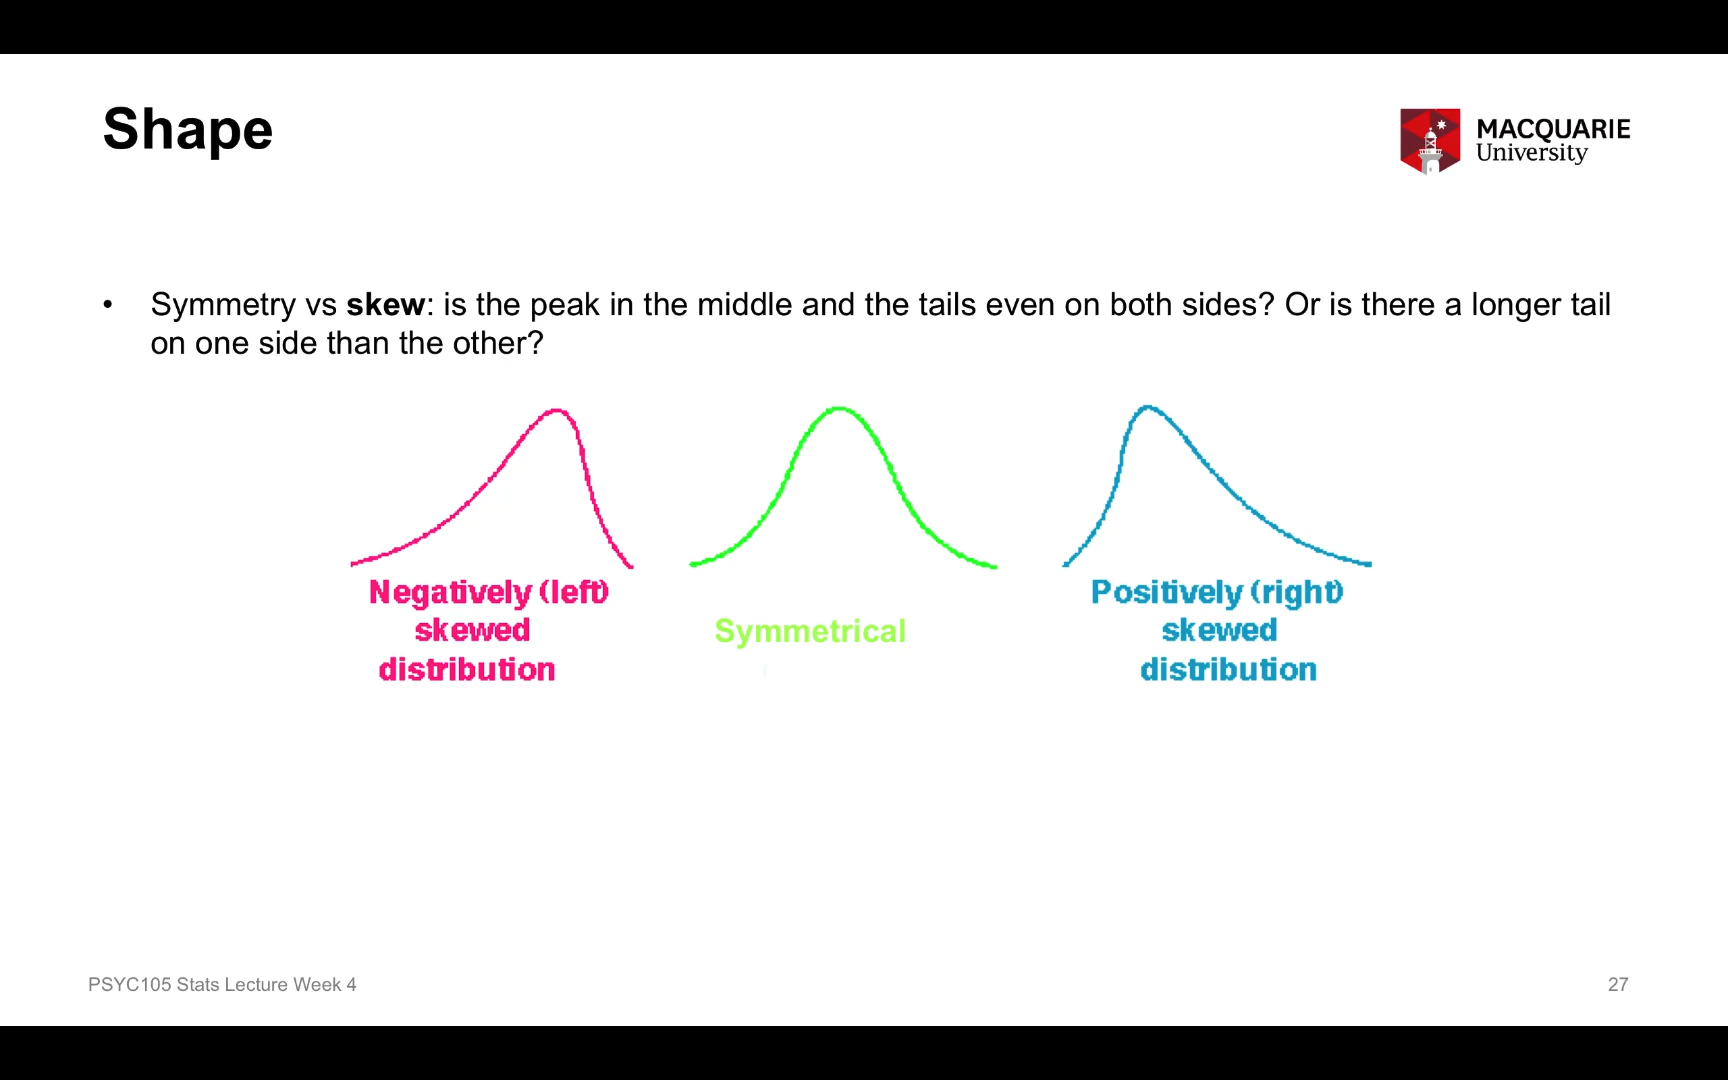 Shape
MACQUARIE
University
• Symmetry vs skew: is the peak in the middle and the tails even on both sides? Or is there a longer tail
on one side than the other?
Negatively (left)
skewed
distribution
Symmetrical
Positively (right)
skewed
distribution
PSYC105 Stats Lecture Week 4
27